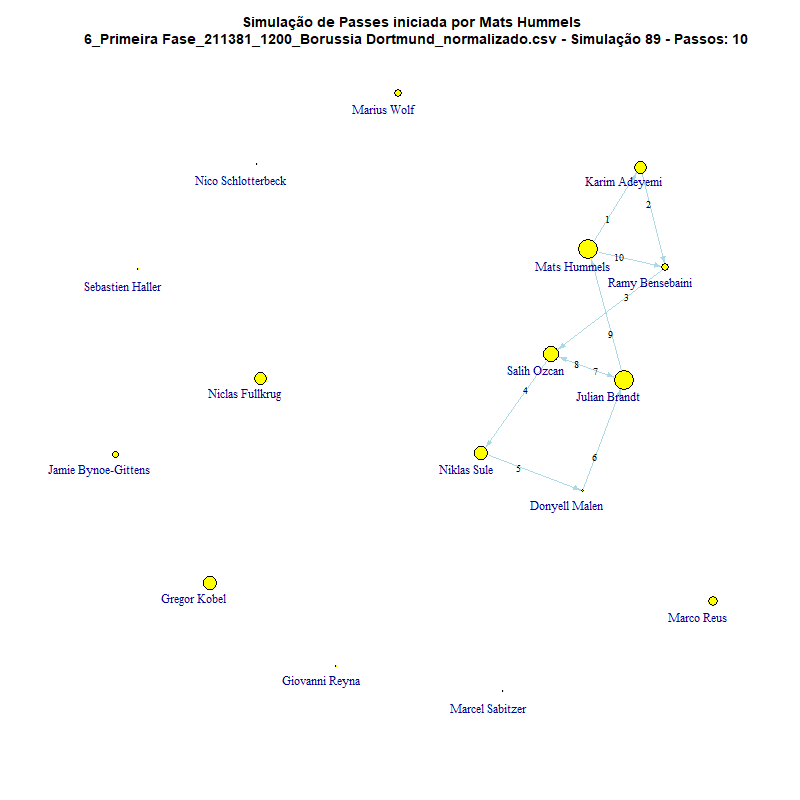 Simulação de Passes iniciada por Mats Hummels
6_Primeira Fase_211381_1200_Borussia Dortmund_normalizado.csv - Simulação 89 - Passos: 10
Marius Wolf
Nico Schlotterbeck
Karim Adeyemi
2
1
10
Mats Hummels
Sebastien Haller
Ramy Bensebaini
3
9
8
Salih Ozcan
7
4
Niclas Fullkrug
Julian Brandt
6
Jamie Bynoe-Gittens
Niklas Sule
5
Donyell Malen
Gregor Kobel
Marco Reus
Giovanni Reyna
Marcel Sabitzer